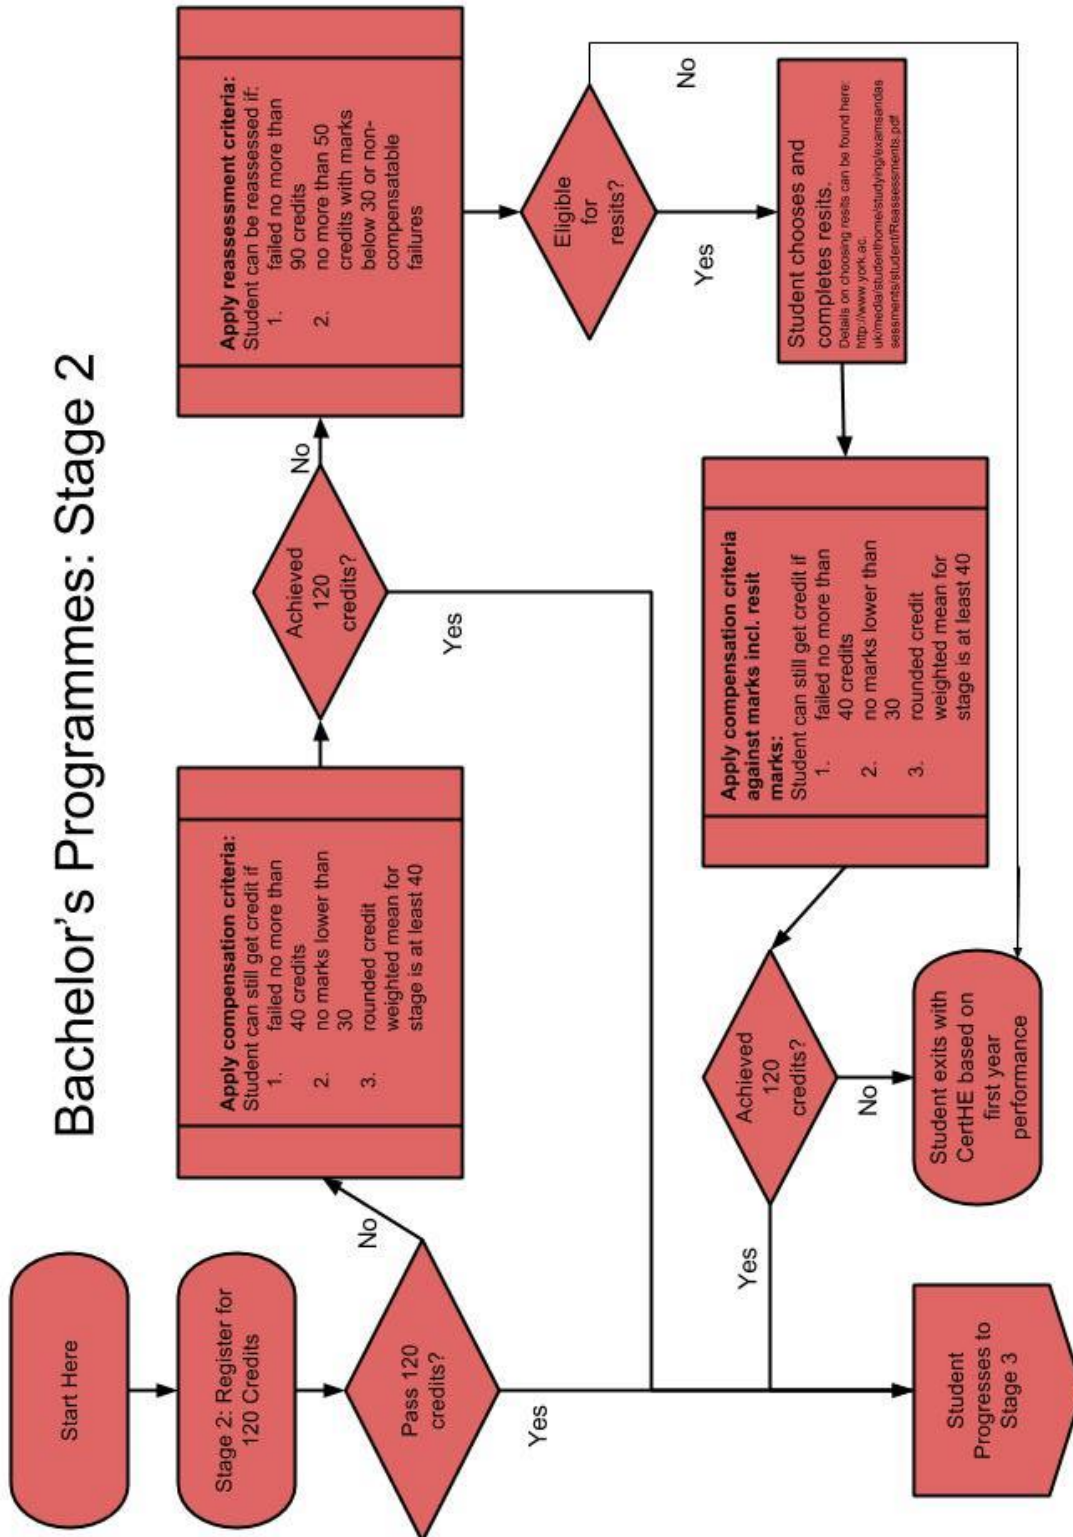 Bachelor's Programmes: Stage 2
Start Here
Stage 2: Register for
120 Credits
Pass 120
credits?
No
Yes
Apply compensation criteria:
Student can still get credit if
1. failed no more than
40 credits
2. no marks lower than
30
3. rounded credit
weighted mean for
stage is at least 40
Achieved
120
credits?
No
Yes
Apply reassessment criteria:
Student can be reassessed if:
1. failed no more than
90 credits
2. no more than 50
credits with marks
below 30 or non-
compensatable
failures
Eligible
for
resits?
No
Yes
Student chooses and
completes resits.
Details on choosing resits can be found here:
http://www.york.ac.
uk/media/studenthome/studying/examsandas
sessments/student/Reassessments.pdf
Apply compensation criteria
against marks incl. resit
marks:
Student can still get credit if
1. failed no more than
40 credits
2. no marks lower than
30
3. rounded credit
weighted mean for
stage is at least 40
Achieved
120
credits?
No
Yes
Student exits with
CertHE based on
first year
performance
Student
Progresses to
Stage 3